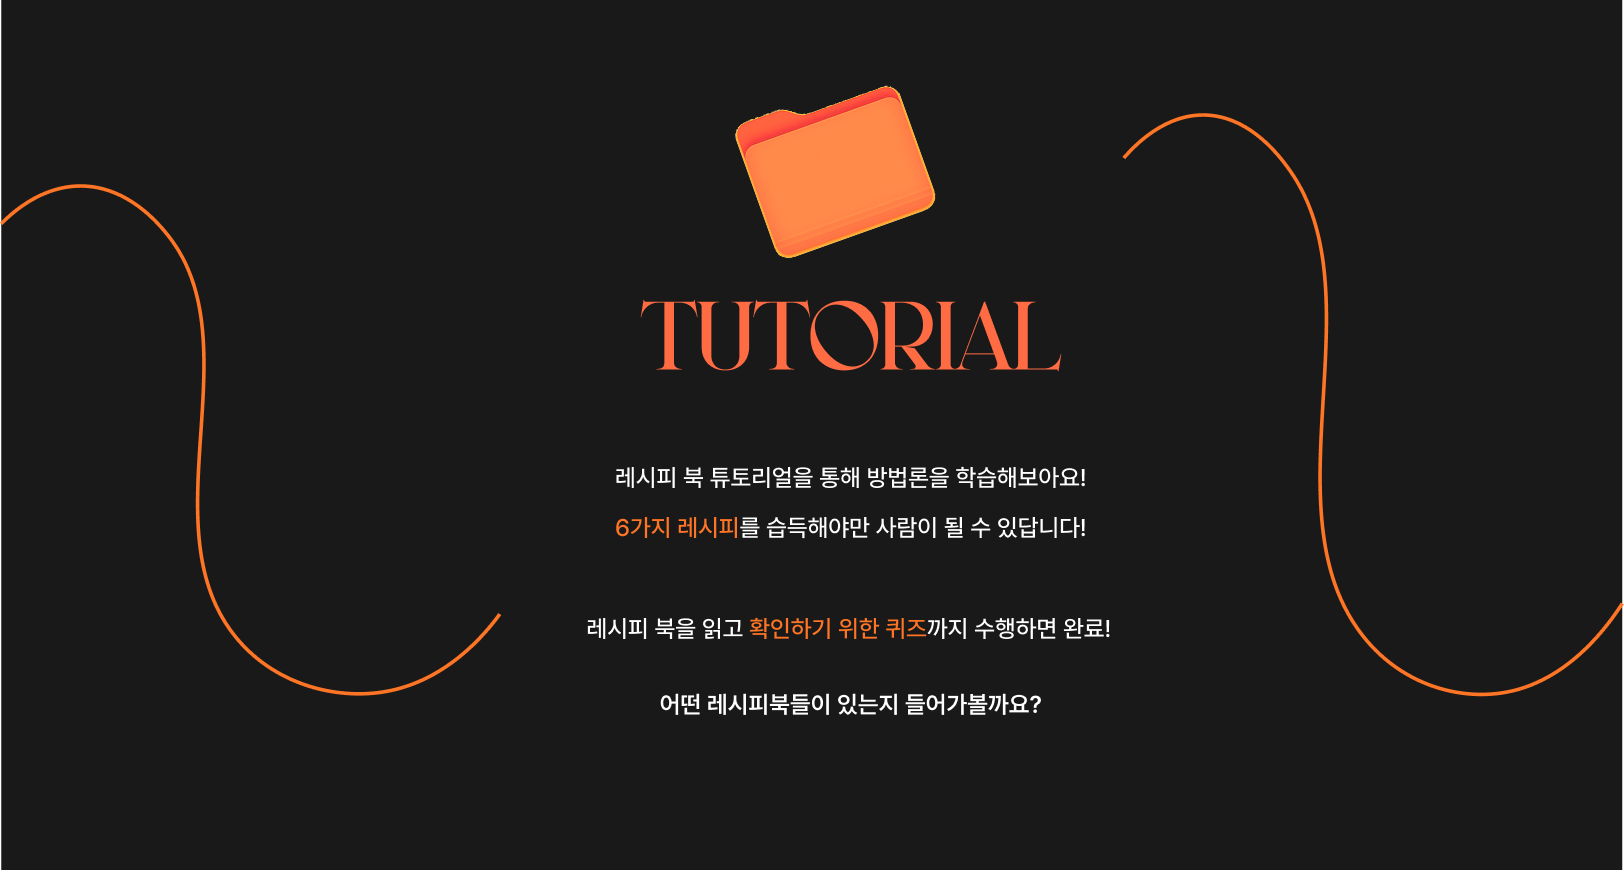 TUTORIAL
레시피 북 튜토리얼을 통해 방법론을 학습해보아요!
6가지 레시피를 습득해야만 사람이 될 수 있답니다!
레시피 북을 읽고 확인하기 위한 퀴즈까지 수행하면 완료!
어떤 레시피북들이 있는지 들어가볼까요?